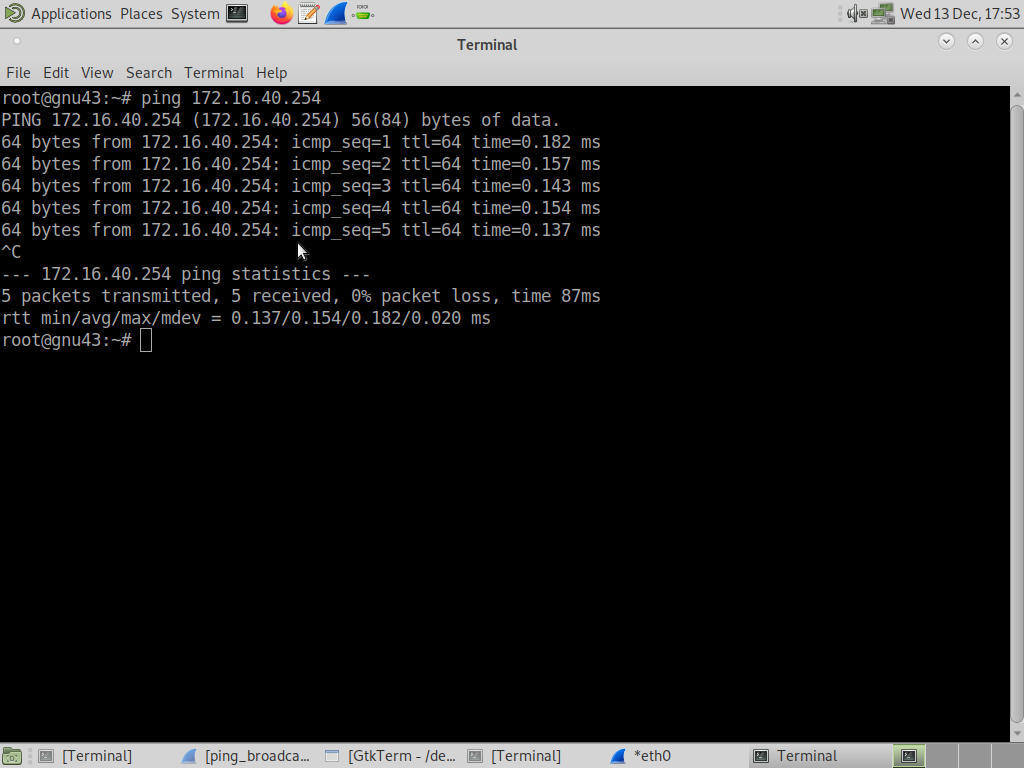 Applications Places System Wed 13 Dec, 17:53
Terminal
File Edit View Search Terminal Help
root@gnu43:~# ping 172.16.40.254
PING 172.16.40.254 (172.16.40.254) 56(84) bytes of data.
64 bytes from 172.16.40.254: icmp_seq=1 ttl=64 time=0.182 ms
64 bytes from 172.16.40.254: icmp_seq=2 ttl=64 time=0.157 ms
64 bytes from 172.16.40.254: icmp_seq=3 ttl=64 time=0.143 ms
64 bytes from 172.16.40.254: icmp_seq=4 ttl=64 time=0.154 ms
64 bytes from 172.16.40.254: icmp_seq=5 ttl=64 time=0.137 ms
^C
--- 172.16.40.254 ping statistics ---
5 packets transmitted, 5 received, 0% packet loss, time 87ms
rtt min/avg/max/mdev = 0.137/0.154/0.182/0.020 ms
root@gnu43:~#
[Terminal] [ping_broadca... [GtkTerm - /de... [Terminal] *eth0 Terminal